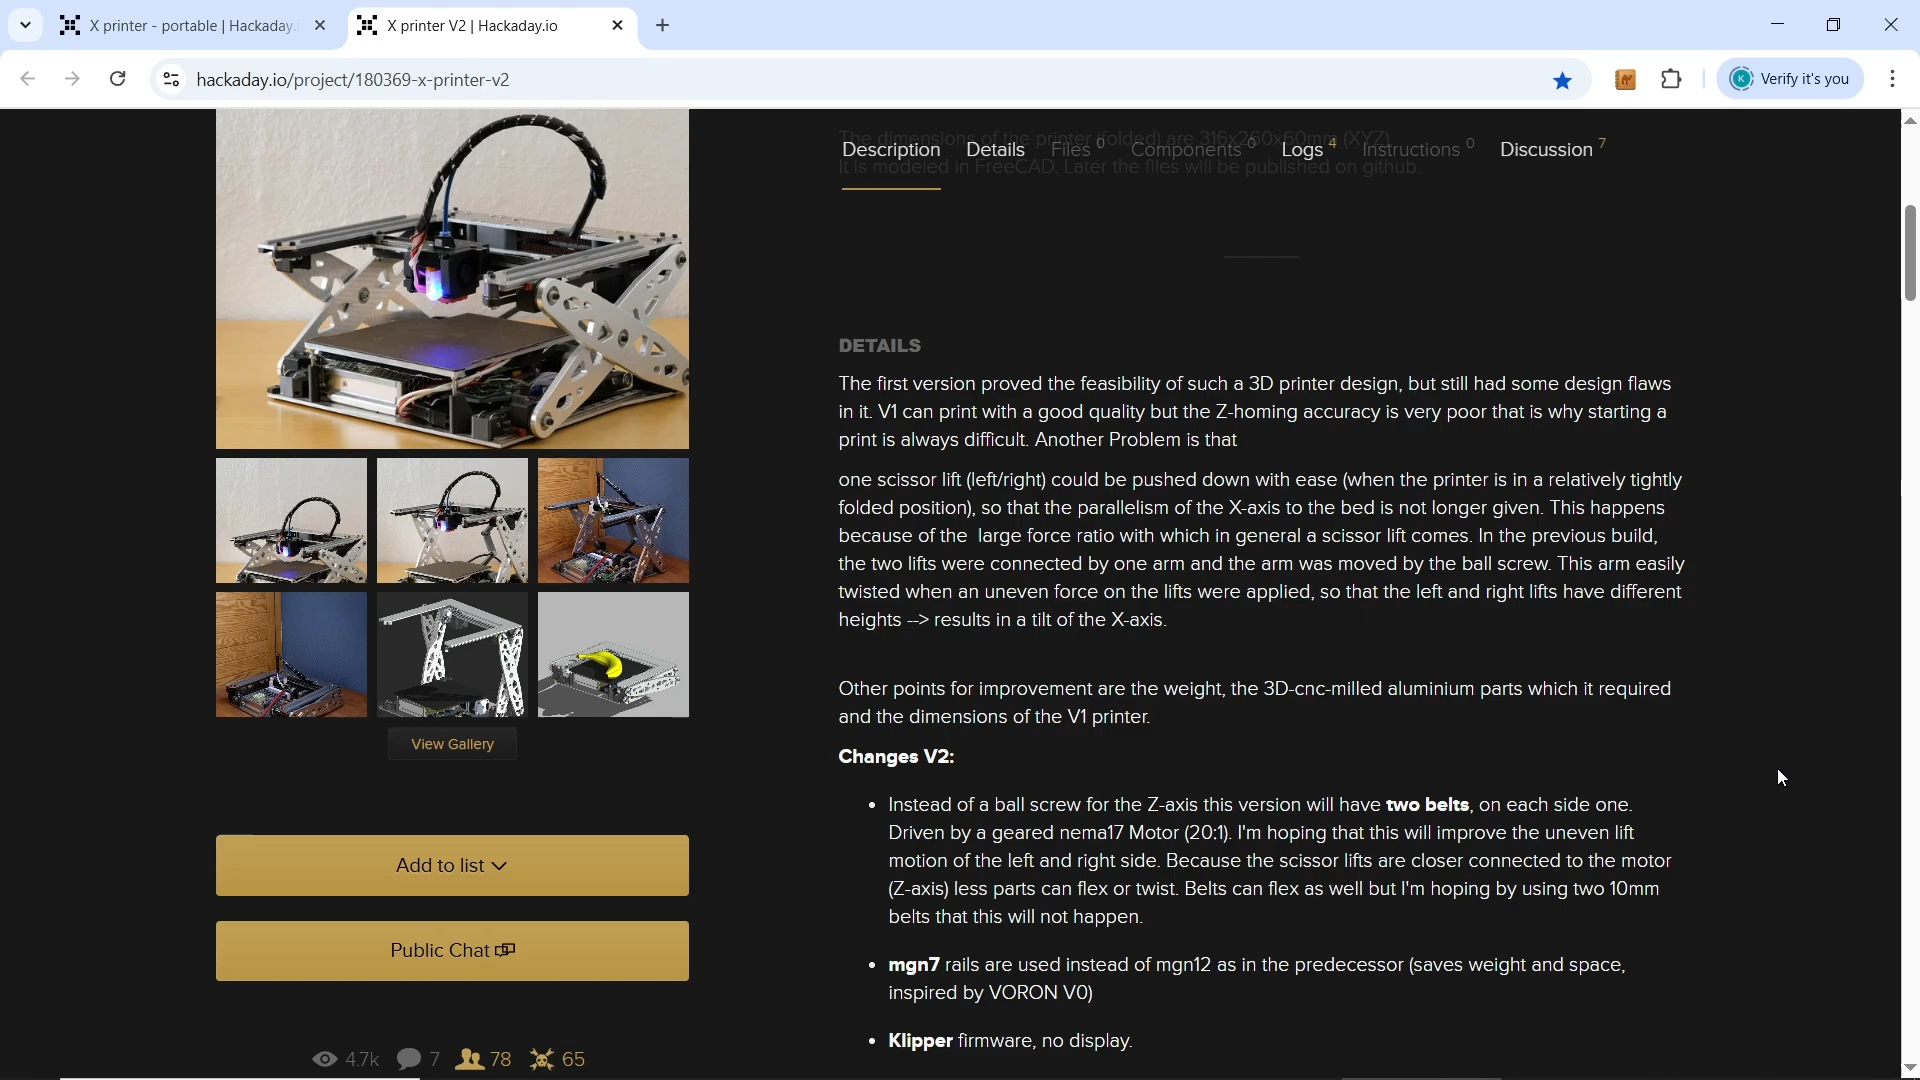 X printer - portable | Hackaday.
X printer V2 | Hackaday.io
hackaday.io/project/180369-x-printer-v2
K
Verify it's you
The dimensions of the printer (folded) are 316x260x60mm (XYZ)
It is modeled in FreeCAD. Later the files will be published on github.
Description Details Files 0 Components 0 Logs 4 Instructions 0 Discussion 7
DETAILS
The first version proved the feasibility of such a 3D printer design, but still had some design flaws
in it. V1 can print with a good quality but the Z-homing accuracy is very poor that is why starting a
print is always difficult. Another Problem is that
one scissor lift (left/right) could be pushed down with ease (when the printer is in a relatively tightly
folded position), so that the parallelism of the X-axis to the bed is not longer given. This happens
because of the large force ratio with which in general a scissor lift comes. In the previous build,
the two lifts were connected by one arm and the arm was moved by the ball screw. This arm easily
twisted when an uneven force on the lifts were applied, so that the left and right lifts have different
heights --> results in a tilt of the X-axis.
Other points for improvement are the weight, the 3D-cnc-milled aluminium parts which it required
and the dimensions of the V1 printer.
Changes V2:
• Instead of a ball screw for the Z-axis this version will have two belts, on each side one.
Driven by a geared nema17 Motor (20:1). I'm hoping that this will improve the uneven lift
motion of the left and right side. Because the scissor lifts are closer connected to the motor
(Z-axis) less parts can flex or twist. Belts can flex as well but I'm hoping by using two 10mm
belts that this will not happen.
• mgn7 rails are used instead of mgn12 as in the predecessor (saves weight and space,
inspired by VORON V0)
• Klipper firmware, no display.
View Gallery
Add to list
Public Chat
4.7k 7 78 65